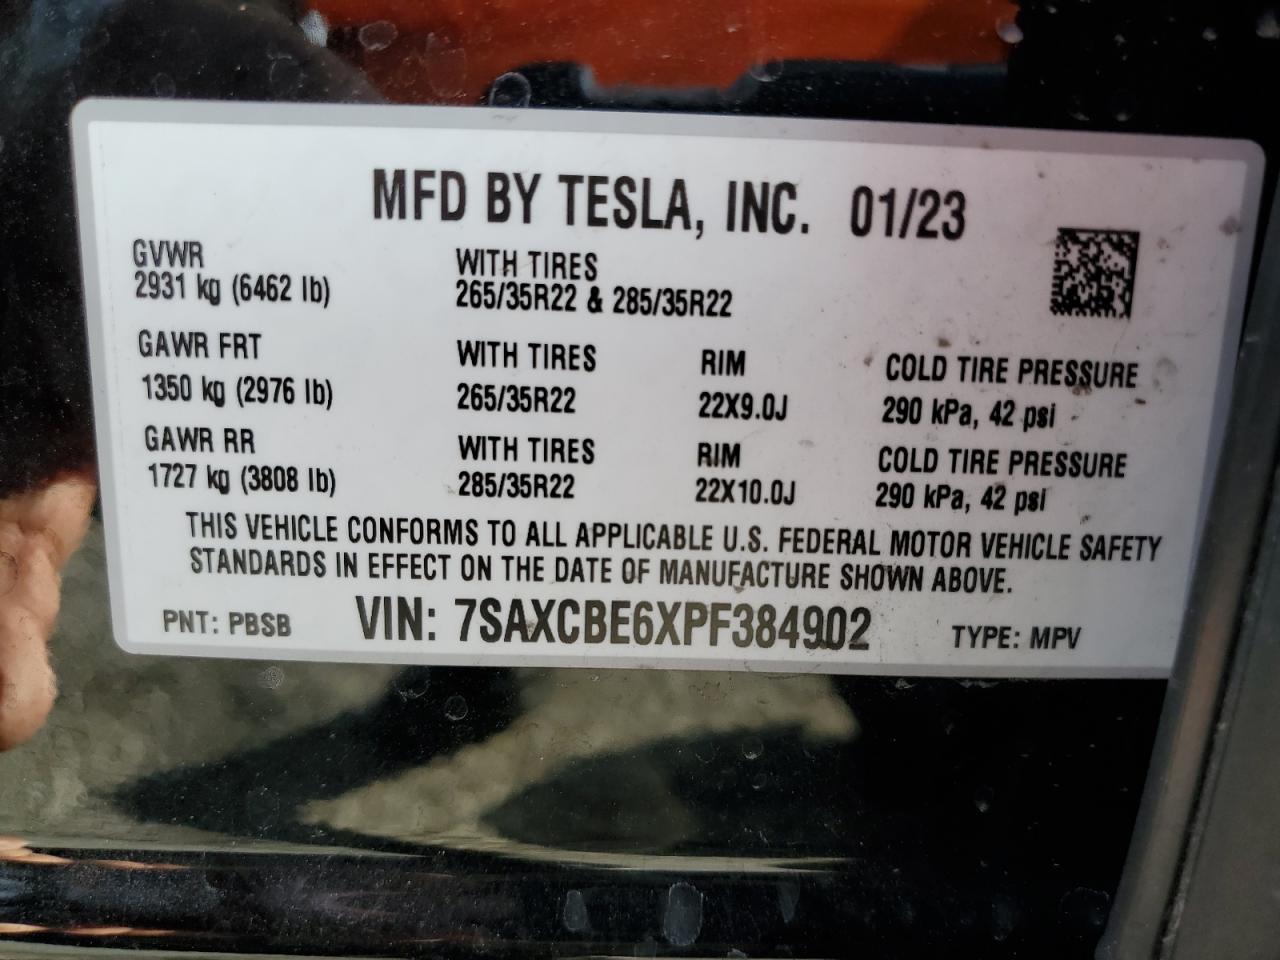 MFD BY TESLA, INC. 01/23
GVWR
2931 kg (6462 lb)
WITH TIRES
265/35R22 & 285/35R22
GAWR FRT WITH TIRES RIM COLD TIRE PRESSURE
1350 kg (2976 lb) 265/35R22 22X9.0J 290 kPa, 42 psi
GAWR RR WITH TIRES RIM COLD TIRE PRESSURE
1727 kg (3808 lb) 285/35R22 22X10.0J 290 kPa, 42 psi
THIS VEHICLE CONFORMS TO ALL APPLICABLE U.S. FEDERAL MOTOR VEHICLE SAFETY
STANDARDS IN EFFECT ON THE DATE OF MANUFACTURE SHOWN ABOVE.
PNT: PBSB VIN: 7SAXCBE6XPF384902 TYPE: MPV